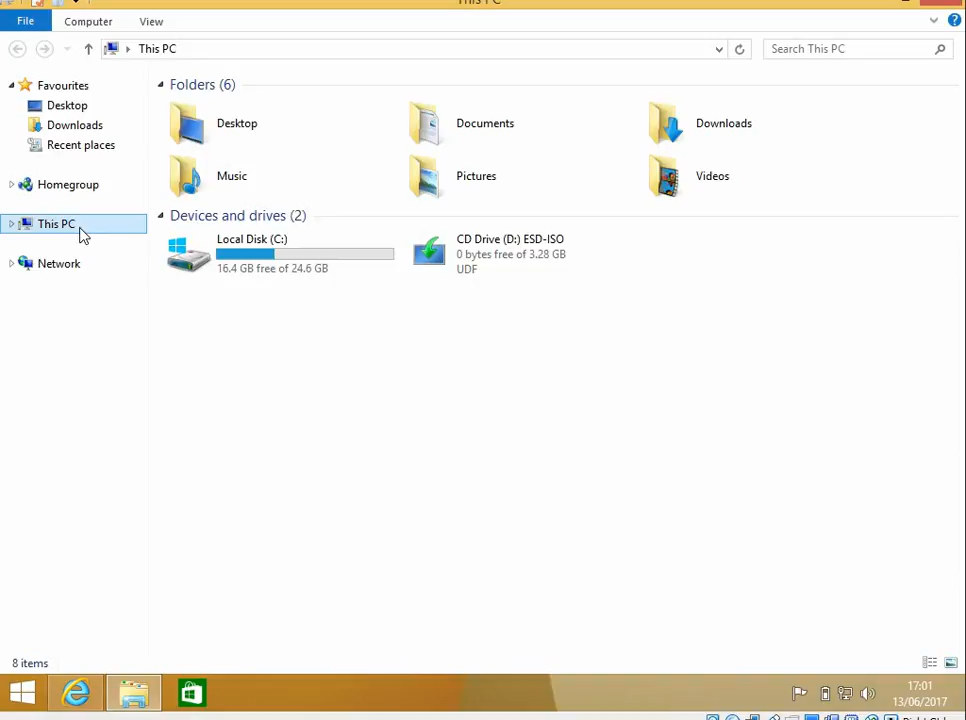 This PC
File
Computer
View
This PC
Search This PC
Favourites
Desktop
Downloads
Recent places
Homegroup
This PC
Network
Folders (6)
Desktop
Documents
Downloads
Music
Pictures
Videos
Devices and drives (2)
Local Disk (C:)
16.4 GB free of 24.6 GB
CD Drive (D:) ESD-ISO
0 bytes free of 3.28 GB
UDF
8 items
17:01
13/06/2017